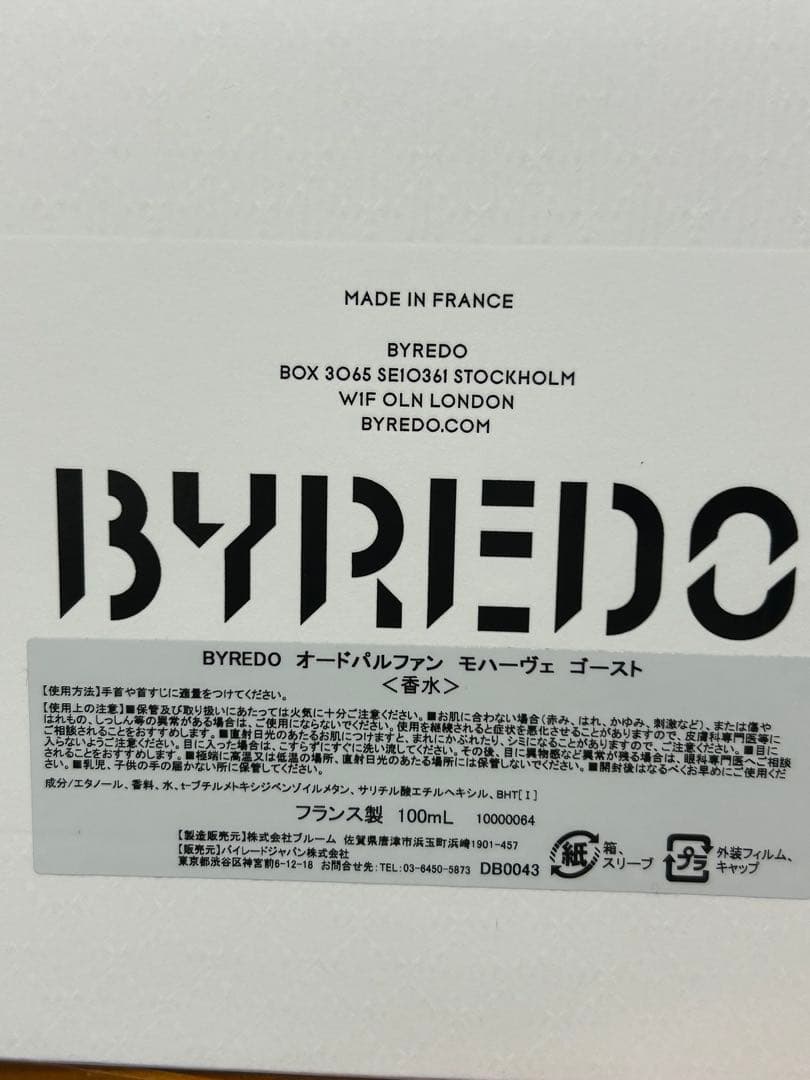 MADE IN FRANCE
BYREDO
BOX 3065 SE10361 STOCKHOLM
W1F OLN LONDON
BYREDO.COM
BYREDO
BYREDO オードパルファン モハーヴェ ゴースト
<香水>
【使用方法】手首や首すじに適量をつけてください。
【使用上の注意】■保管及び取り扱いにあたっては火気に十分ご注意ください。■お肌に合わない場合(赤み、はれ、かゆみ、刺激など)、または傷や
はれもの、しっしん等の異常がある場合は、ご使用にならないでください。使用を継続されると症状を悪化させることがありますので、皮膚科専門医等に
ご相談されることをおすすめします。■直射日光のあたるお肌につけますと、まれにかぶれたり、シミになることがありますので、ご注意ください。■目に
入らないようご注意ください。目に入った場合は、こすらずにすぐに洗い流してください。その後、目に異物感など異常が残る場合は、眼科専門医へご相談
されることをおすすめします。■極端に高温又は低温の場所、直射日光のあたる場所には保管しないでください。■開封後はなるべくお早めにご使用くだ
さい。■乳児、子供の手の届かない所に保管してください。
成分/エタノール、香料、水、t-ブチルメトキシジベンゾイルメタン、サリチル酸エチルヘキシル、BHT[I]
フランス製 100mL 10000064
【製造販売元】株式会社ブルーム 佐賀県唐津市浜玉町浜崎1901-457
【販売元】バイレードジャパン株式会社
東京都渋谷区神宮前6-12-18 お問合せ先:TEL:03-6450-5873 DB0043
紙 箱、スリーブ
プラ 外装フィルム、キャップ